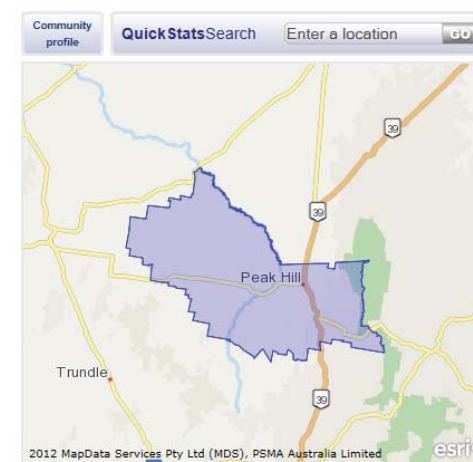 Community
profile
QuickStatsSearch
Enter a location
GO
39
39
Peak Hill
Trundle
39
2012 MapData Services Pty Ltd (MDS), PSMA Australia Limited
esri